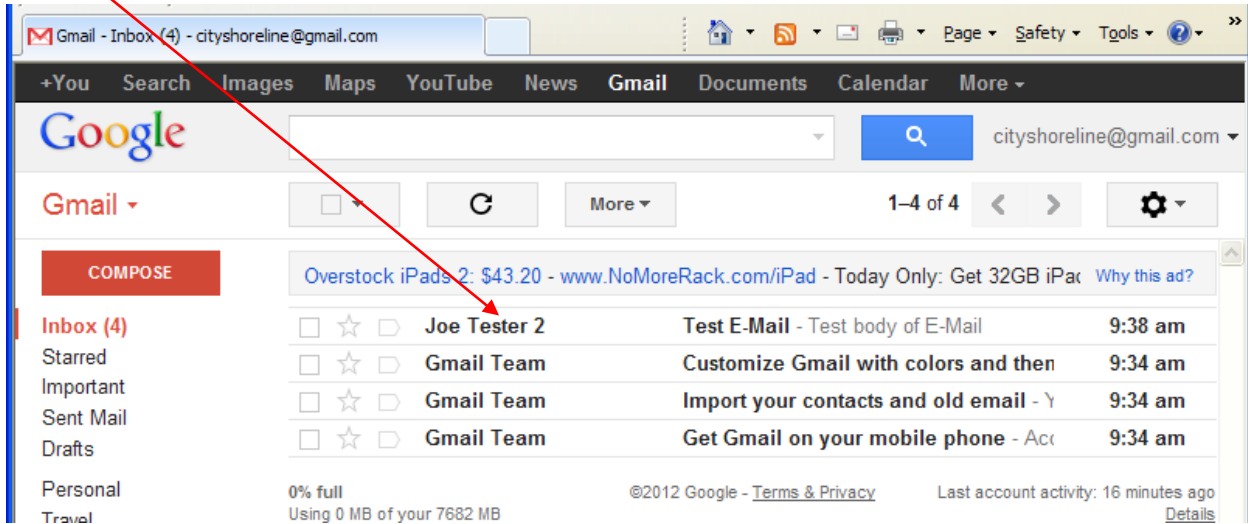 Gmail - Inbox (4) - cityshoreline@gmail.com Page Safety Tools »
+You Search Images Maps YouTube News Gmail Documents Calendar More
Google cityshoreline@gmail.com
Gmail More 1–4 of 4
COMPOSE Overstock iPads 2: $43.20 - www.NoMoreRack.com/iPad - Today Only: Get 32GB iPad Why this ad?
Inbox (4) Joe Tester 2 Test E-Mail - Test body of E-Mail 9:38 am
Starred Gmail Team Customize Gmail with colors and then 9:34 am
Important Gmail Team Import your contacts and old email - Y 9:34 am
Sent Mail
Drafts Gmail Team Get Gmail on your mobile phone - Acc 9:34 am
Personal 0% full ©2012 Google - Terms & Privacy Last account activity: 16 minutes ago
Travel Using 0 MB of your 7682 MB Details